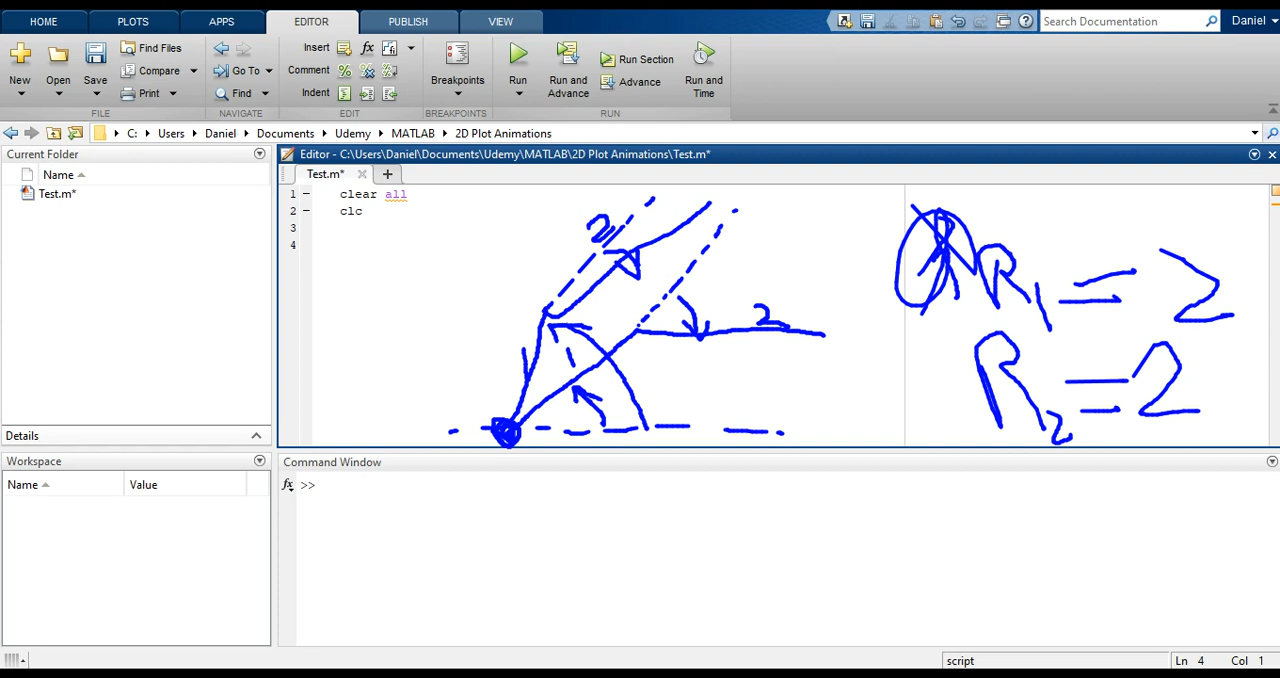 HOME PLOTS APPS EDITOR PUBLISH VIEW Search Documentation Daniel
New Open Save Find Files Compare Print
Go To Find
Insert fx
Comment %
Indent
Breakpoints
Run Run and Advance Run Section Advance Run and Time
FILE NAVIGATE EDIT BREAKPOINTS RUN
C: Users Daniel Documents Udemy MATLAB 2D Plot Animations
Current Folder
Name
Test.m*
Details
Workspace
Name Value
Editor - C:\Users\Daniel\Documents\Udemy\MATLAB\2D Plot Animations\Test.m*
Test.m* +
1 – clear all
2 – clc
3
4
2
2
R1 = 2
R2 = 2
Command Window
fx >>
script Ln 4 Col 1